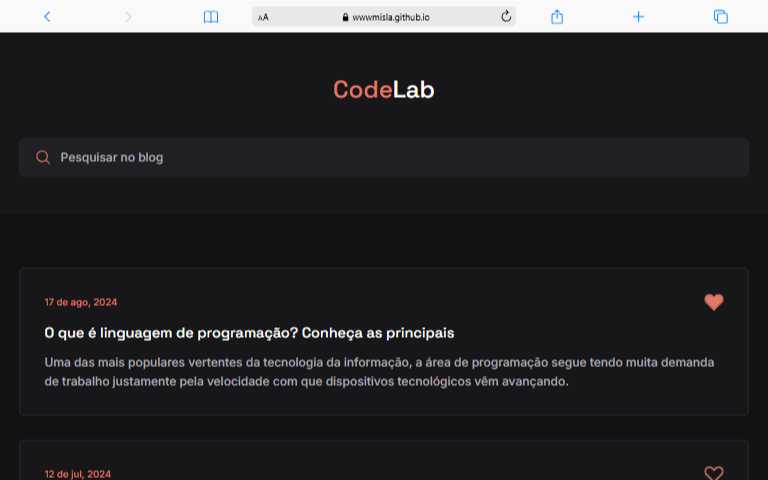 AA wwwmisla.github.io
CodeLab
Pesquisar no blog
17 de ago, 2024
O que é linguagem de programação? Conheça as principais
Uma das mais populares vertentes da tecnologia da informação, a área de programação segue tendo muita demanda
de trabalho justamente pela velocidade com que dispositivos tecnológicos vêm avançando.
12 de jul, 2024